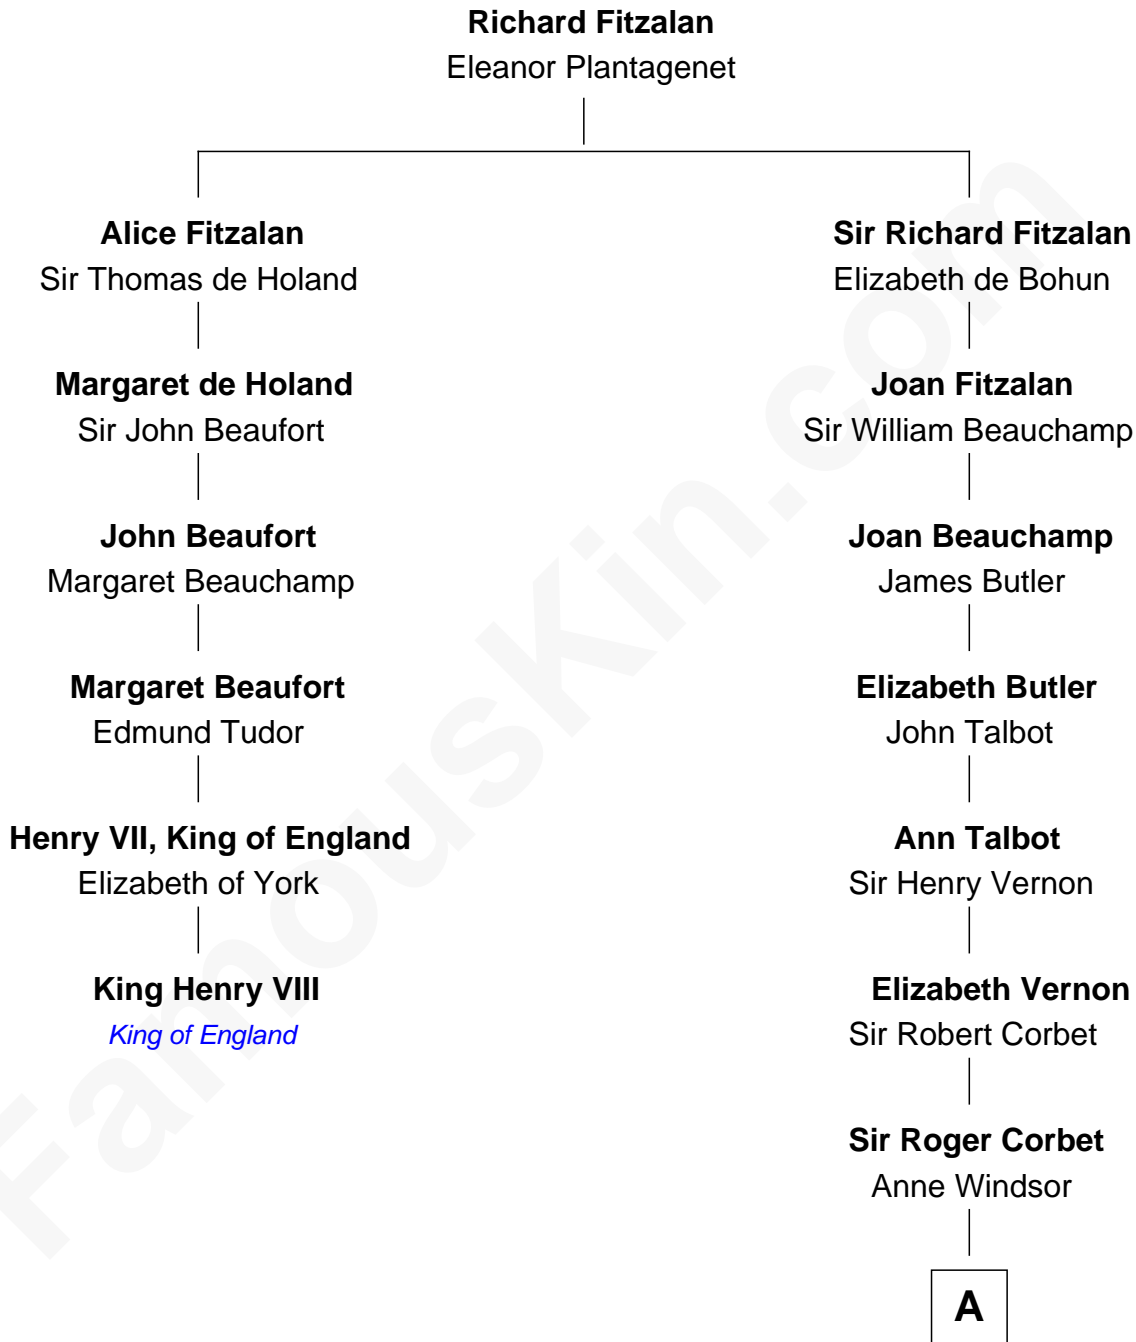 Richard Fitzalan
Eleanor Plantagenet
Alice Fitzalan
Sir Thomas de Holand
Sir Richard Fitzalan
Elizabeth de Bohun
Margaret de Holand
Sir John Beaufort
Joan Fitzalan
Sir William Beauchamp
John Beaufort
Margaret Beauchamp
Joan Beauchamp
James Butler
Margaret Beaufort
Edmund Tudor
Elizabeth Butler
John Talbot
Henry VII, King of England
Elizabeth of York
Ann Talbot
Sir Henry Vernon
King Henry VIII
King of England
Elizabeth Vernon
Sir Robert Corbet
Sir Roger Corbet
Anne Windsor
A
FamousKin.com